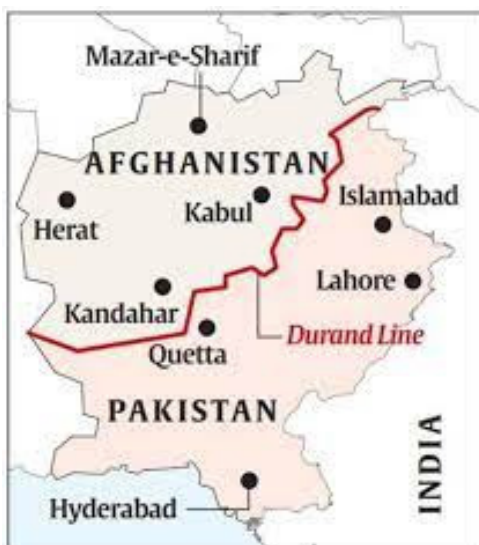 Mazar-e-Sharif
AFGHANISTAN
Islamabad
Kabul
Herat
Lahore
Kandahar
Durand Line
Quetta
PAKISTAN
INDIA
Hyderabad